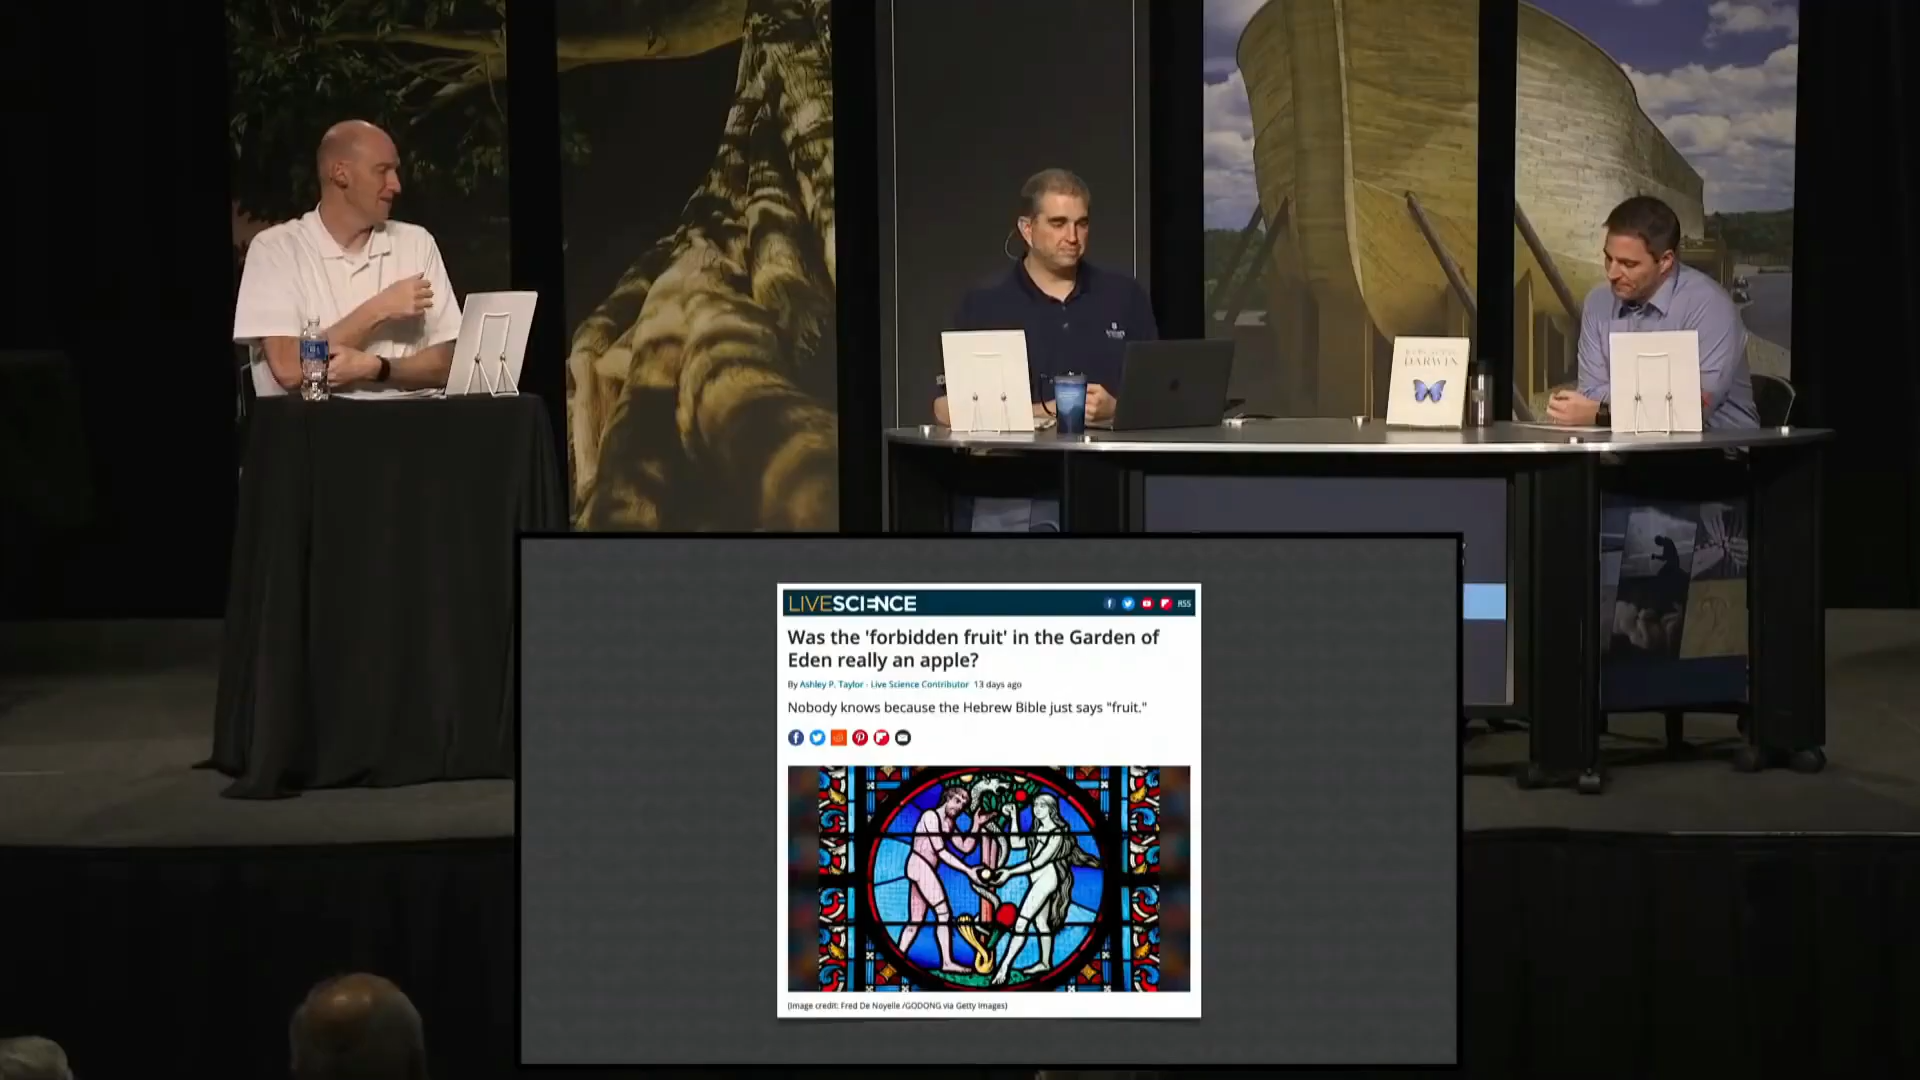 DARWIN
LIVESCIENCE
RSS
Was the 'forbidden fruit' in the Garden of
Eden really an apple?
By Ashley P. Taylor - Live Science Contributor 13 days ago
Nobody knows because the Hebrew Bible just says "fruit."
(Image credit: Fred De Noyelle /GODONG via Getty Images)